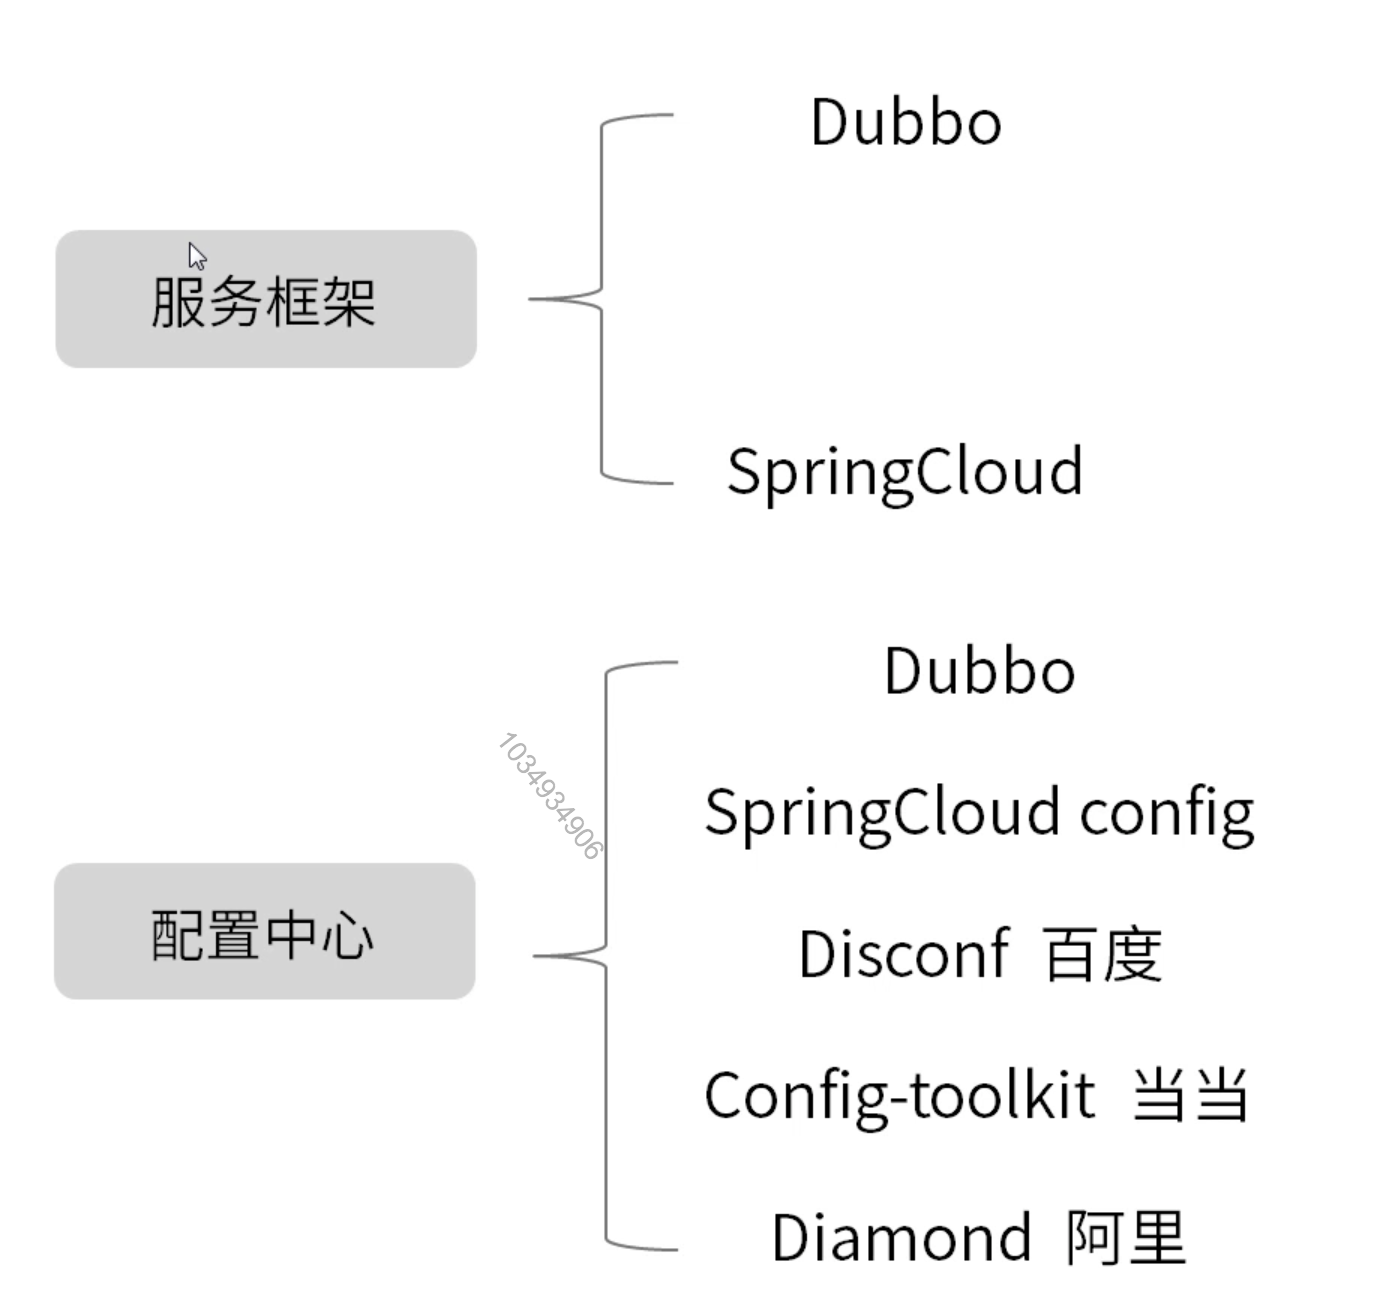 Dubbo
服务框架
SpringCloud
Dubbo
SpringCloud config
1034934906
配置中心
Disconf 百度
Config-toolkit 当当
Diamond 阿里